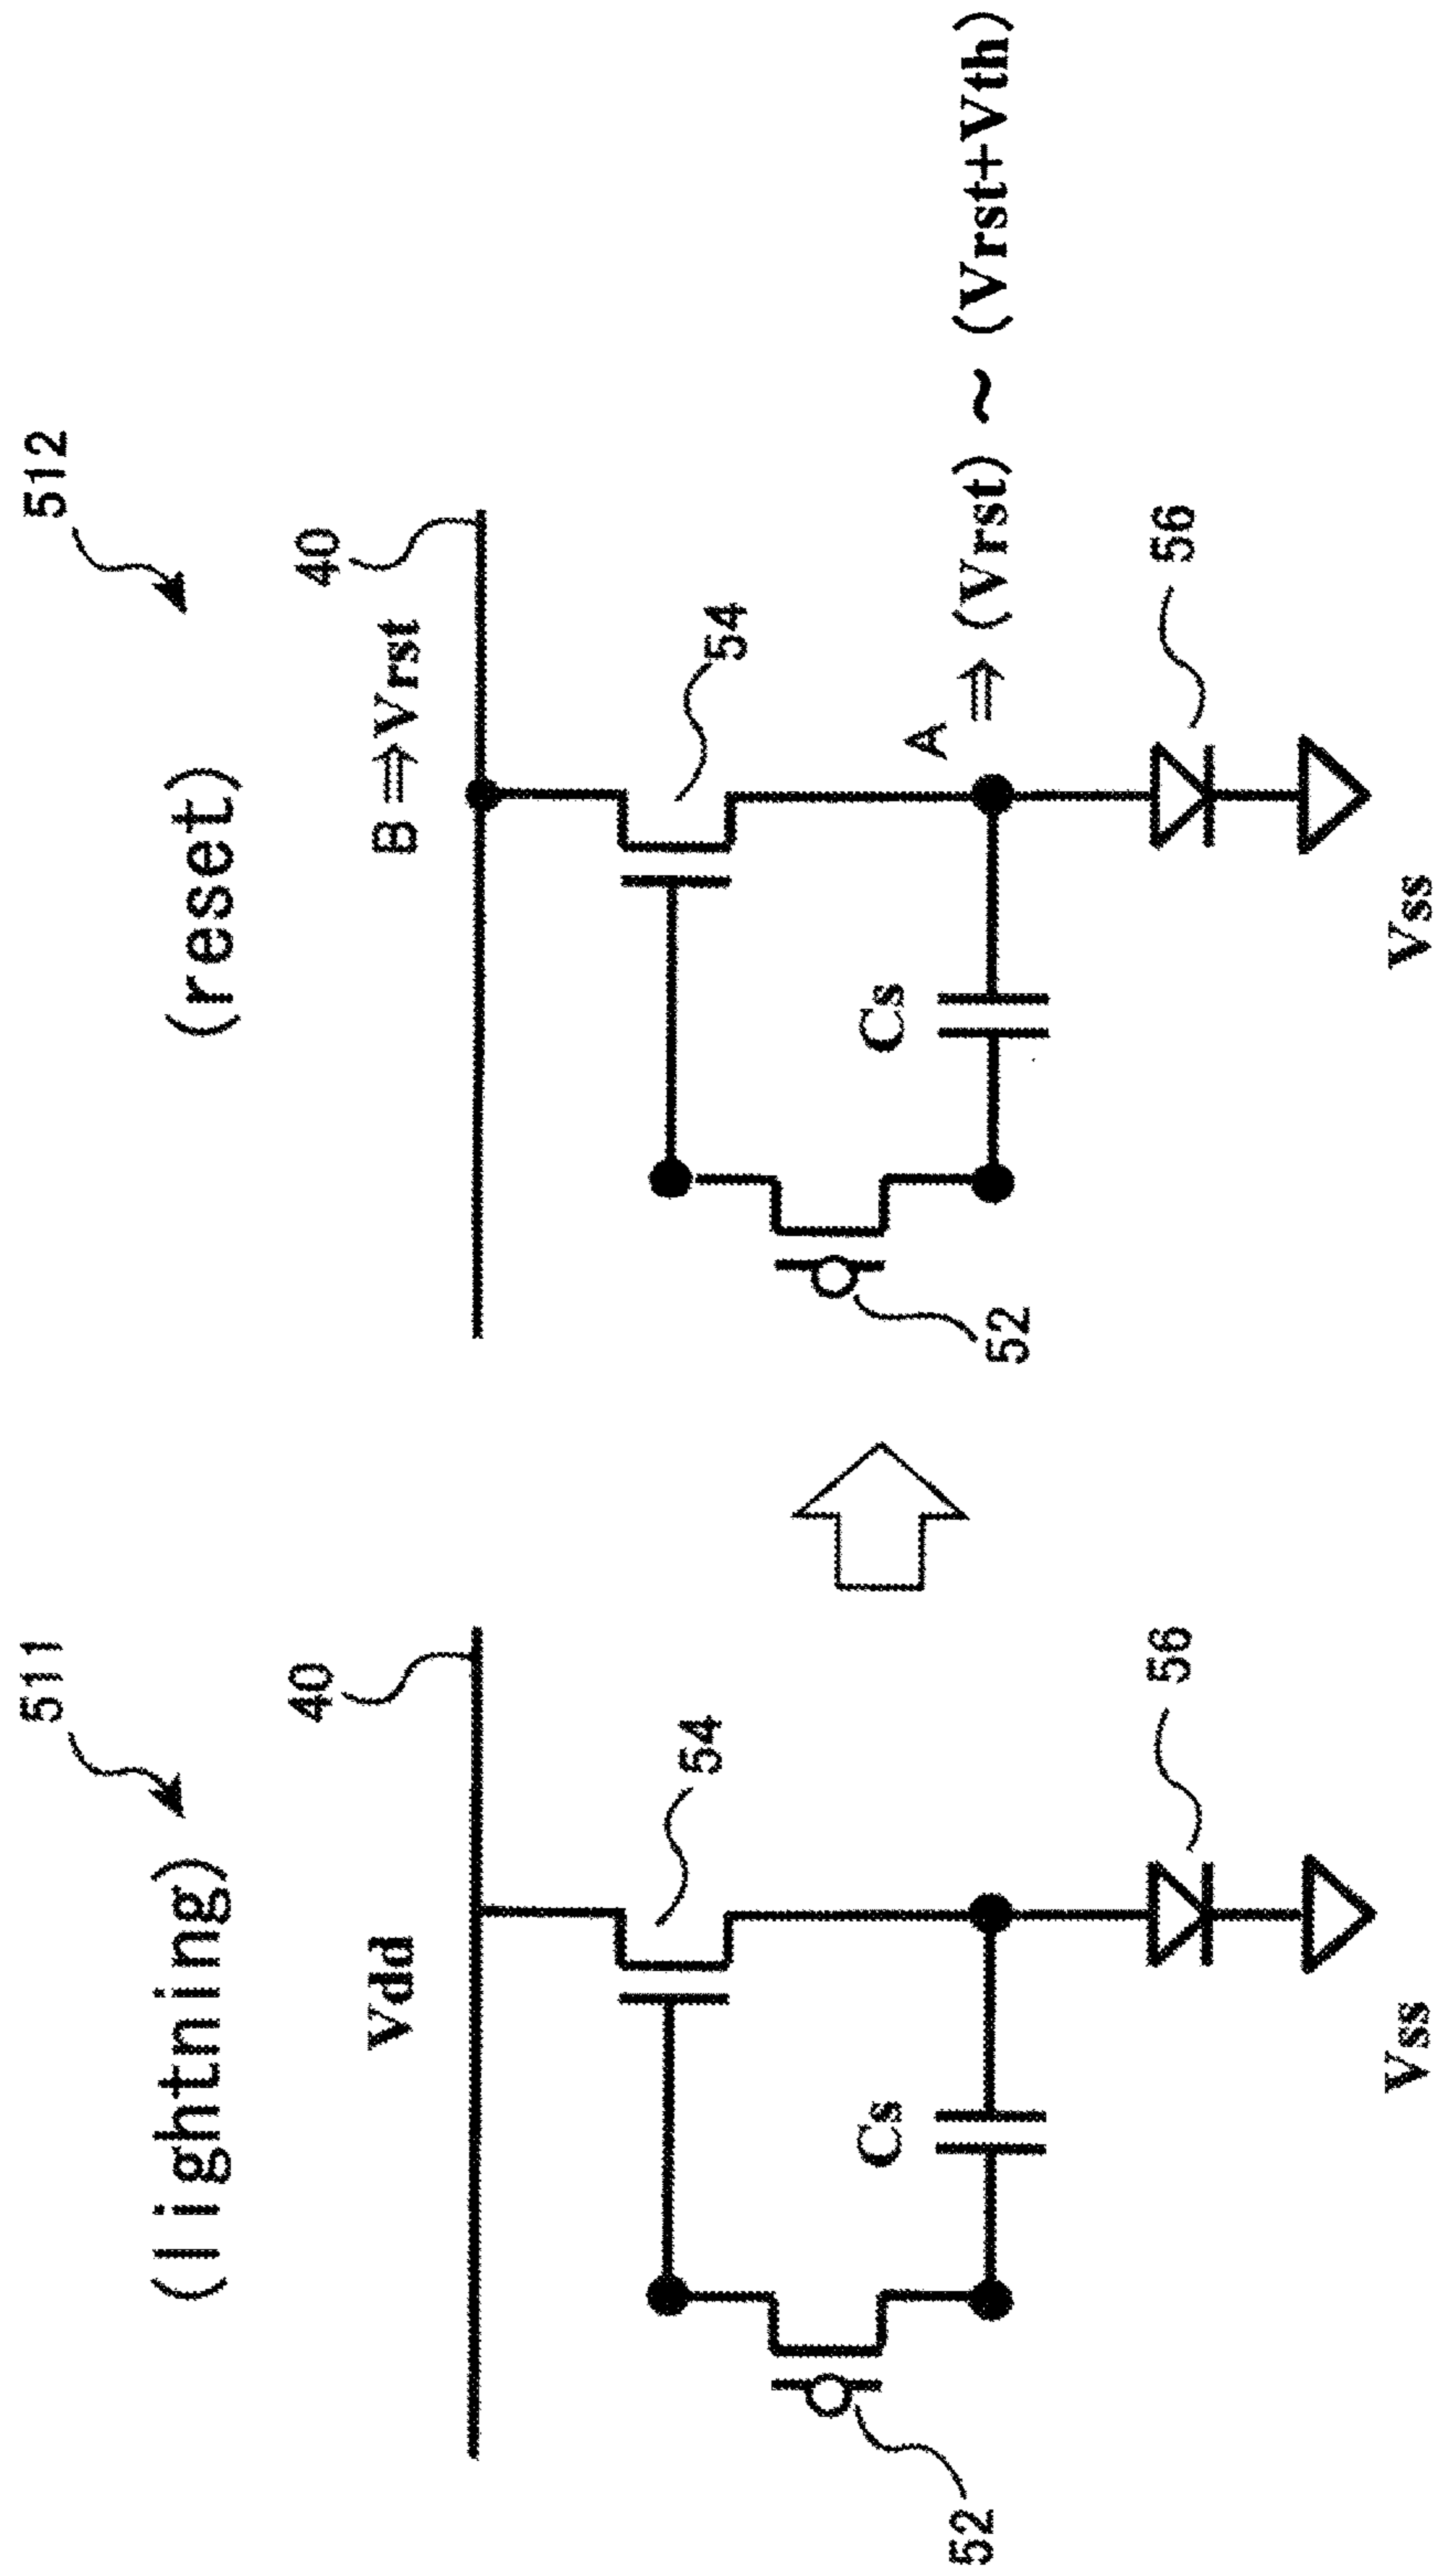 511
(lightning)
Vdd
40
54
Cs
52
56
Vss
512
(reset)
B⇒Vrst
40
54
A ⇒ (Vrst) ~ (Vrst+Vth)
Cs
52
56
Vss